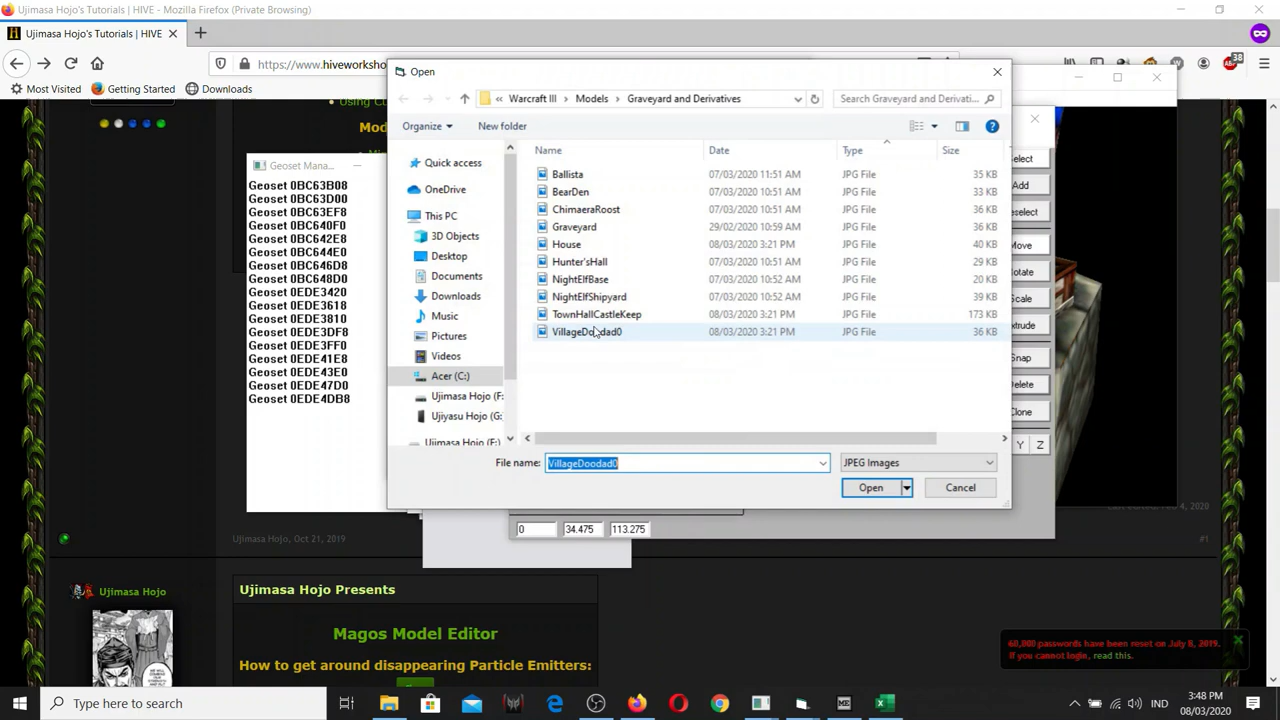 Ujimasa Hojo's Tutorials | HIVE - Mozilla Firefox (Private Browsing)
Ujimasa Hojo's Tutorials | HIVE
https://www.hiveworksho
Most Visited
Getting Started
Downloads
38
Open
Warcraft III
Models
Graveyard and Derivatives
Search Graveyard and Derivati...
Organize
New folder
Name
Date
Type
Size
Quick access
OneDrive
This PC
3D Objects
Desktop
Documents
Downloads
Music
Pictures
Videos
Acer (C:)
Ujimasa Hojo (F:
Ujiyasu Hojo (G:
Ujimasa Hojo (F:)
Ballista 07/03/2020 11:51 AM JPG File 35 KB
BearDen 07/03/2020 10:51 AM JPG File 36 KB
ChimaeraRoost 07/03/2020 10:51 AM JPG File 36 KB
Graveyard 29/02/2020 10:59 AM JPG File 36 KB
House 08/03/2020 3:21 PM JPG File 40 KB
Hunter'sHall 07/03/2020 10:51 AM JPG File 29 KB
NightElfBase 07/03/2020 10:52 AM JPG File 20 KB
NightElfShipyard 07/03/2020 10:52 AM JPG File 39 KB
TownHallCastleKeep 08/03/2020 3:21 PM JPG File 173 KB
VillageDoodad0 08/03/2020 3:21 PM JPG File 36 KB
File name:
VillageDoodad0
JPEG Images
Open
Cancel
Using Cu
Mod
Geoset Mana...
Geoset 0BC63B08
Geoset 0BC63D00
Geoset 0BC63EF8
Geoset 0BC640F0
Geoset 0BC642E8
Geoset 0BC644E0
Geoset 0BC646D8
Geoset 0BC648D0
Geoset 0EDE3420
Geoset 0EDE3618
Geoset 0EDE3810
Geoset 0EDE3DF8
Geoset 0EDE3FF0
Geoset 0EDE41E8
Geoset 0EDE43E0
Geoset 0EDE47D0
Geoset 0EDE4DB8
elect
Add
eselect
Move
otate
Scale
xtrude
Snap
Delete
Clone
Y
Z
0
34.475
113.275
Ujimasa Hojo, Oct 21, 2019
#1
Ujimasa Hojo
Ujimasa Hojo Presents
Magos Model Editor
How to get around disappearing Particle Emitters:
60,000 passwords have been reset on July 8, 2019.
If you cannot login, read this.
Type here to search
ME
IND
3:48 PM
08/03/2020